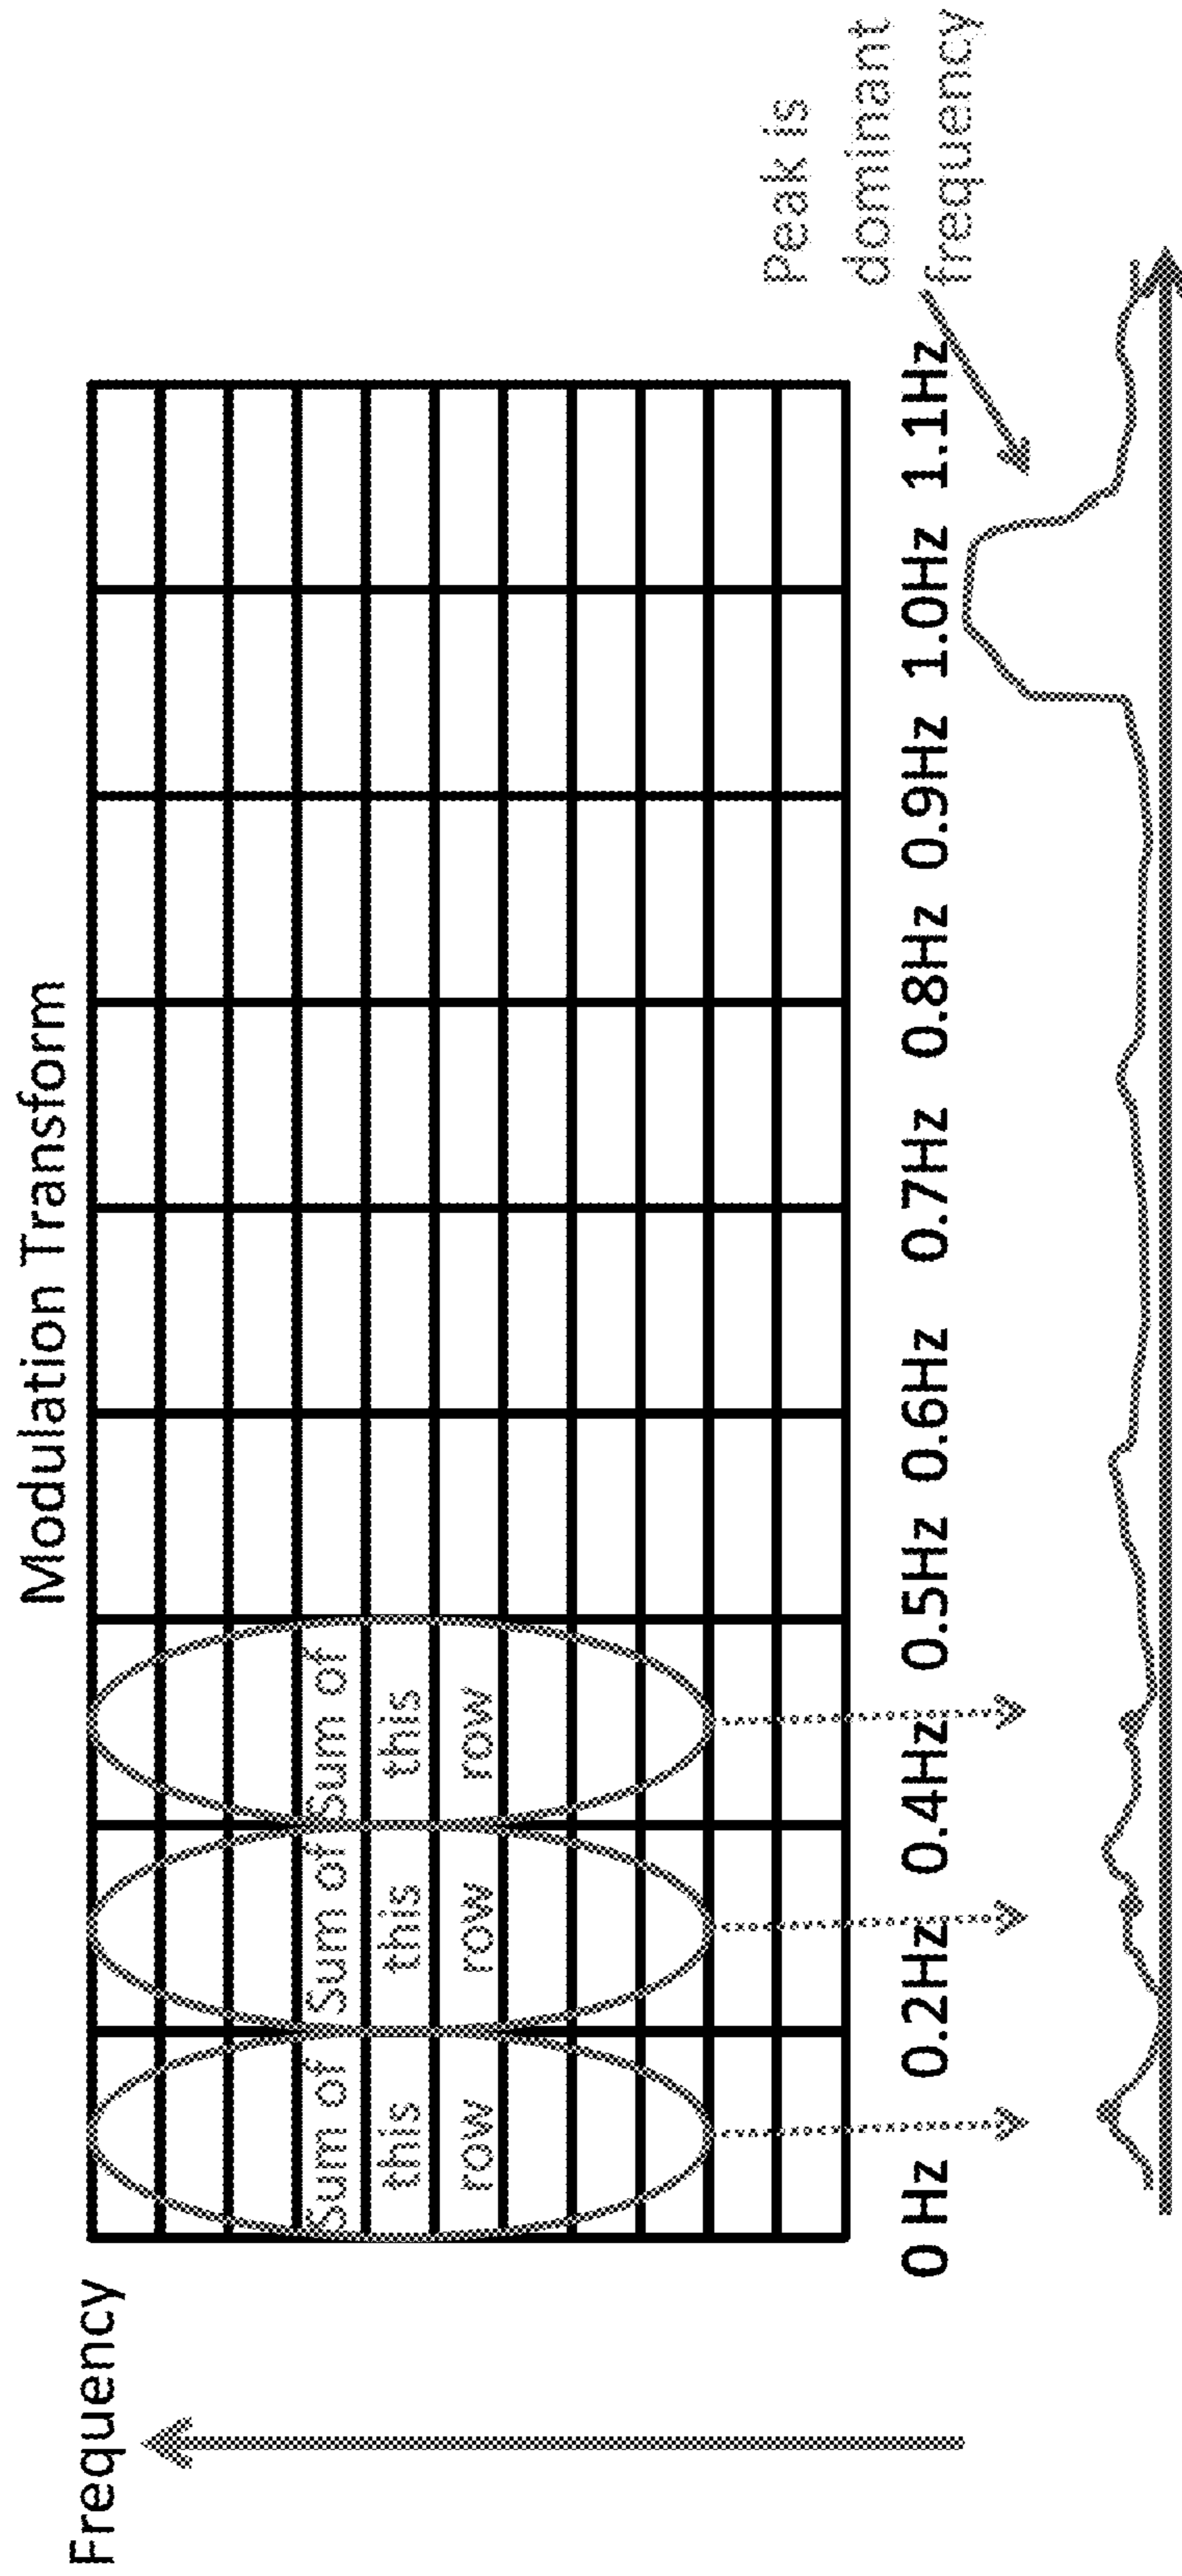 Modulation Transform
Frequency
Sum of
this
row
Sum of
this
row
Sum of
this
row
0 Hz 0.2Hz 0.4Hz 0.5Hz 0.6Hz 0.7Hz 0.8Hz 0.9Hz 1.0Hz 1.1Hz
Peak is
dominant
frequency